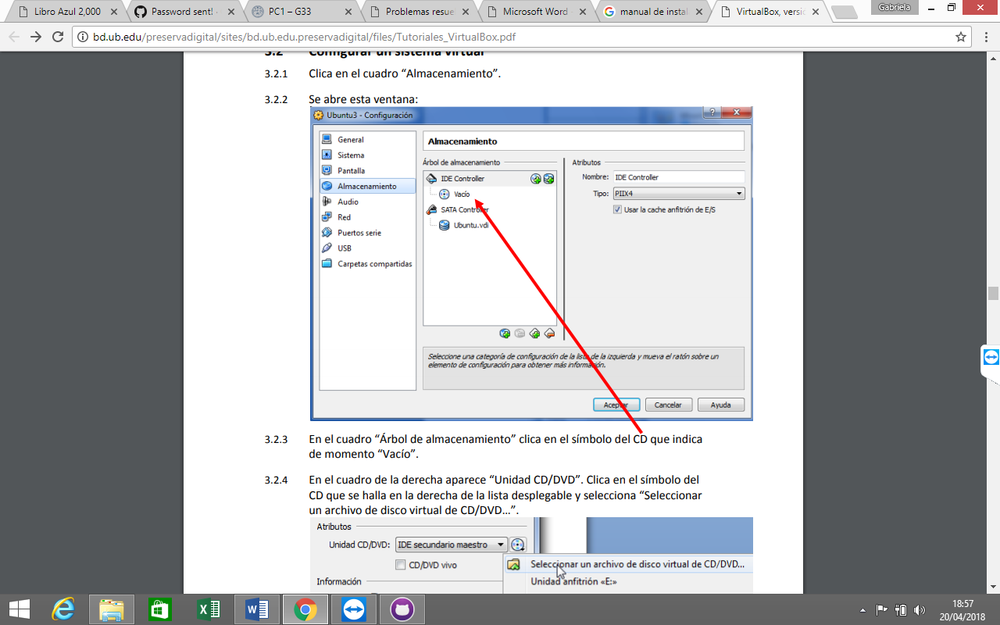 Libro Azul 2,000
Password sent! ·
PC1 – G33
Problemas resue
Microsoft Word -
manual de instal
VirtualBox, versic
Gabriela
bd.ub.edu/preservadigital/sites/bd.ub.edu.preservadigital/files/Tutoriales_VirtualBox.pdf
3.2 Configurar un sistema virtual
3.2.1 Clica en el cuadro “Almacenamiento”.
3.2.2 Se abre esta ventana:
Ubuntu3 - Configuración
General
Sistema
Pantalla
Almacenamiento
Audio
Red
Puertos serie
USB
Carpetas compartidas
Almacenamiento
Árbol de almacenamiento
IDE Controller
Vacío
SATA Controller
Ubuntu.vdi
Atributos
Nombre: IDE Controller
Tipo: PIIX4
Usar la cache anfitrión de E/S
Seleccione una categoría de configuración de la lista de la izquierda y mueva el ratón sobre un
elemento de configuración para obtener más información.
Aceptar Cancelar Ayuda
3.2.3 En el cuadro “Árbol de almacenamiento” clica en el símbolo del CD que indica
de momento “Vacío”.
3.2.4 En el cuadro de la derecha aparece “Unidad CD/DVD”. Clica en el símbolo del
CD que se halla en la derecha de la lista desplegable y selecciona “Seleccionar
un archivo de disco virtual de CD/DVD…”.
Atributos
Unidad CD/DVD: IDE secundario maestro
CD/DVD vivo
Información
Seleccionar un archivo de disco virtual de CD/DVD...
Unidad anfitrión «E:»
18:57
20/04/2018